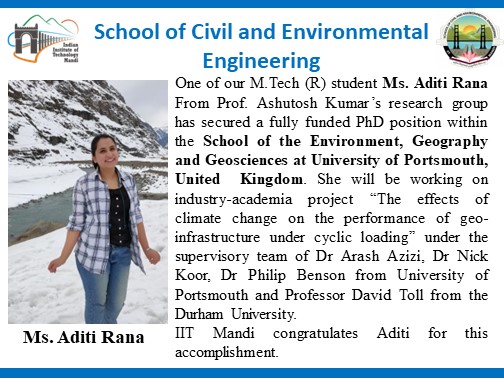 Indian
Institute of
Technology
Mandi
School of Civil and Environmental
Engineering
One of our M.Tech (R) student Ms. Aditi Rana
From Prof. Ashutosh Kumar's research group
has secured a fully funded PhD position within
the School of the Environment, Geography
and Geosciences at University of Portsmouth,
United Kingdom. She will be working on
industry-academia project “The effects of
climate change on the performance of geo-
infrastructure under cyclic loading” under the
supervisory team of Dr Arash Azizi, Dr Nick
Koor, Dr Philip Benson from University of
Portsmouth and Professor David Toll from the
Durham University.
IIT Mandi congratulates Aditi for this
accomplishment.
Ms. Aditi Rana